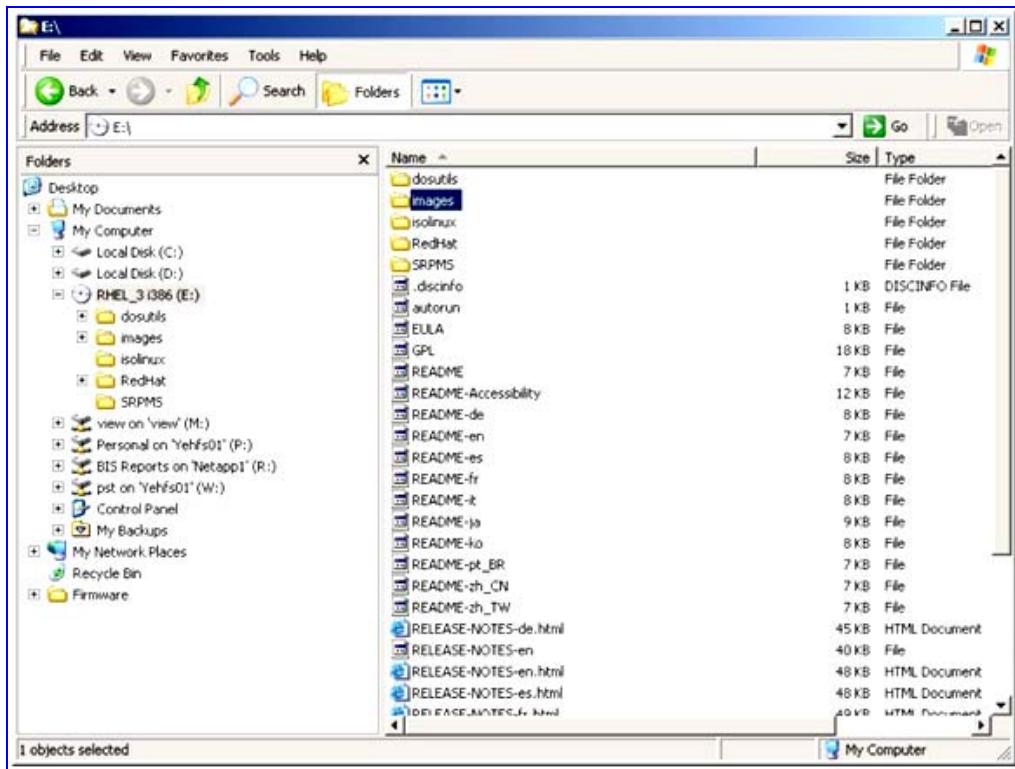 E:\
File Edit View Favorites Tools Help
Back Search Folders
Address E:\ Go Open
Folders
Desktop
My Documents
My Computer
Local Disk (C:)
Local Disk (D:)
RHEL_3 i386 (E:)
dosutils
images
isolinux
RedHat
SRPMS
view on 'view' (M:)
Personal on 'Yehfs01' (P:)
BIS Reports on 'Netapp1' (R:)
pst on 'Yehfs01' (W:)
Control Panel
My Backups
My Network Places
Recycle Bin
Firmware
Name Size Type
dosutils File Folder
images File Folder
isolinux File Folder
RedHat File Folder
SRPMS File Folder
.discinfo 1 KB DISCINFO File
autorun 1 KB File
EULA 8 KB File
GPL 18 KB File
README 7 KB File
README-Accessibility 12 KB File
README-de 8 KB File
README-en 7 KB File
README-es 8 KB File
README-fr 8 KB File
README-it 8 KB File
README-ja 9 KB File
README-ko 8 KB File
README-pt_BR 7 KB File
README-zh_CN 7 KB File
README-zh_TW 7 KB File
RELEASE-NOTES-de.html 45 KB HTML Document
RELEASE-NOTES-en 40 KB File
RELEASE-NOTES-en.html 48 KB HTML Document
RELEASE-NOTES-es.html 48 KB HTML Document
RELEASE-NOTES-fr.html 49 KB HTML Document
1 objects selected My Computer